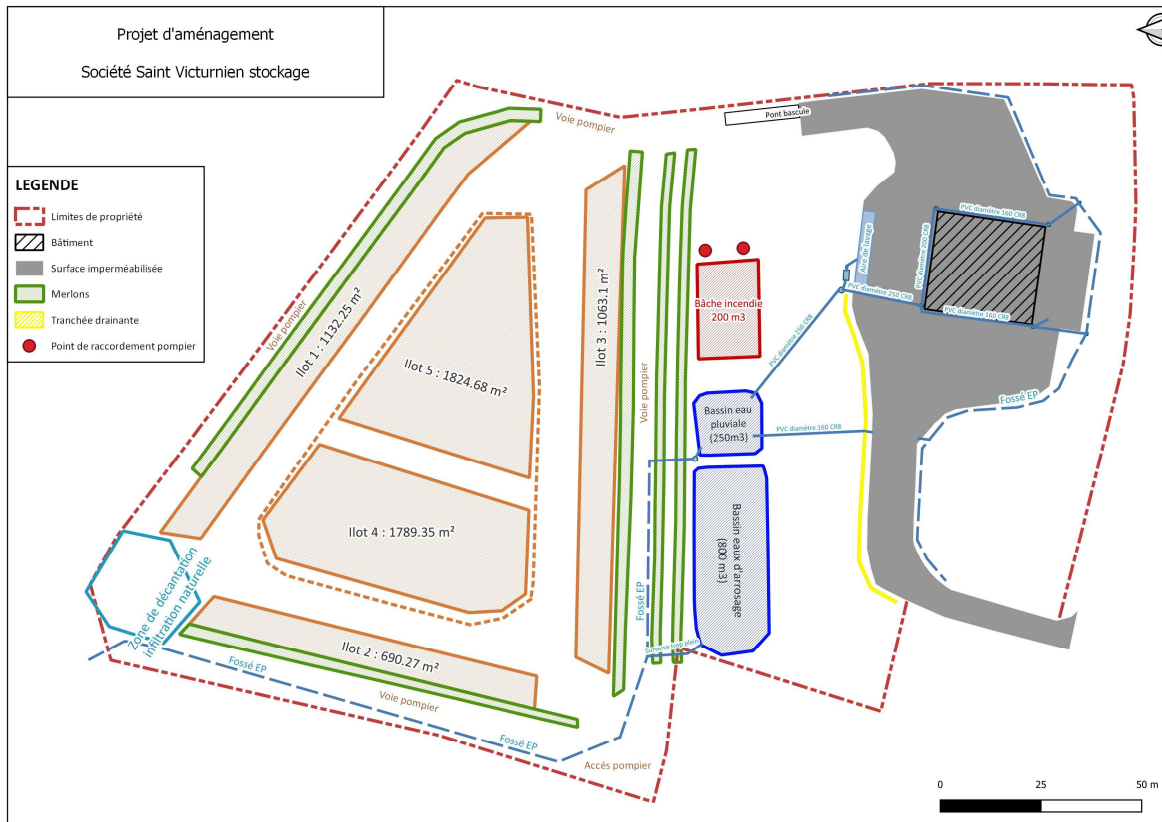 Projet d'aménagement
Société Saint Victurnien stockage
LEGENDE
Limites de propriété
Bâtiment
Surface imperméabilisée
Merlons
Tranchée drainante
Point de raccordement pompier
Voie pompier
Pont bascule
Voie pompier
Ilot 1 : 1132.25 m²
Ilot 5 : 1824.68 m²
Ilot 3 : 1063.1 m²
Voie pompier
Bâche incendie
200 m3
Aire de lavage
PVC diamètre 160 CR8
PVC diamètre 200 CR8
PVC diamètre 250 CR8
PVC diamètre 160 CR8
PVC diamètre 250 CR8
Fossé EP
Bassin eau
pluviale
(250m3)
PVC diamètre 160 CR8
Ilot 4 : 1789.35 m²
Bassin eaux d'arrosage
(800 m3)
Zone de décantation
infiltration naturelle
Fossé EP
Surverse trop plein
Ilot 2 : 690.27 m²
Fossé EP
Voie pompier
Fossé EP
Accés pompier
0 25 50 m